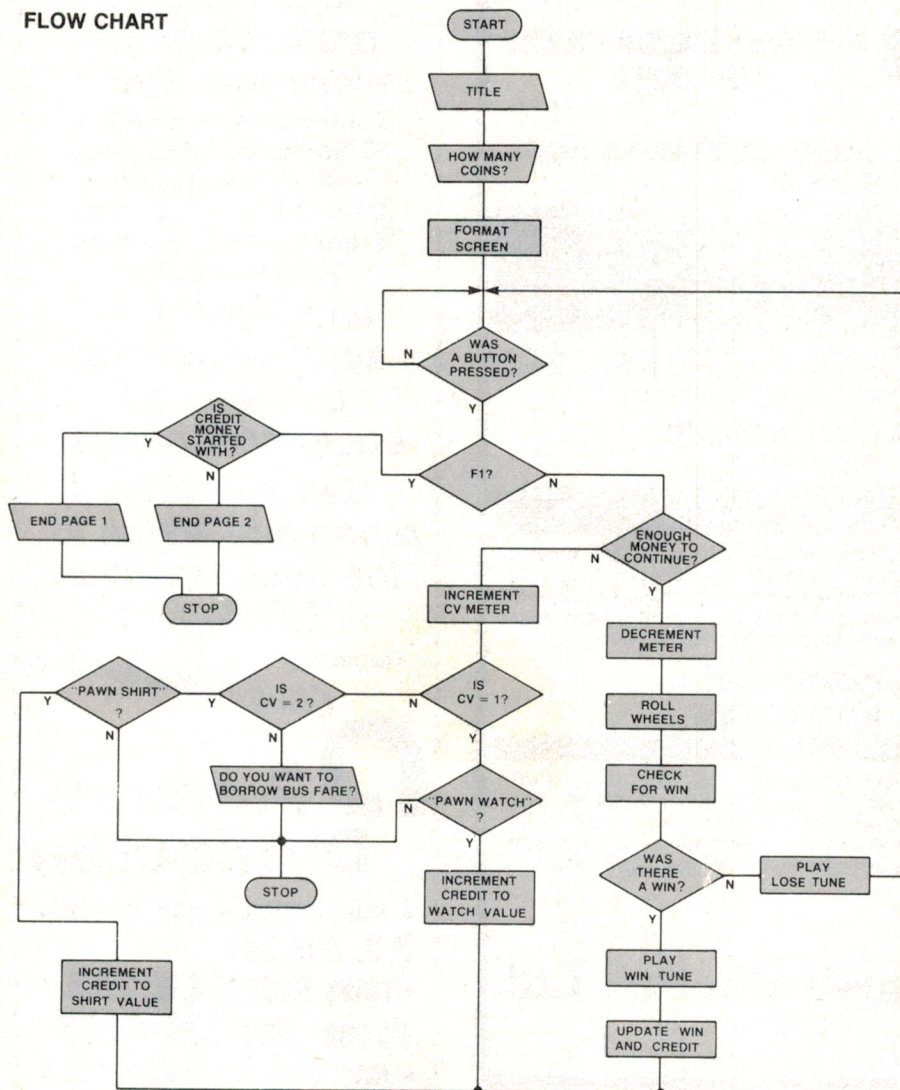 FLOW CHART
START
TITLE
HOW MANY
COINS?
FORMAT
SCREEN
WAS
A BUTTON
PRESSED?
N
Y
IS
CREDIT
MONEY
STARTED
WITH?
Y
N
F1?
Y
N
END PAGE 1
END PAGE 2
STOP
ENOUGH
MONEY TO
CONTINUE?
N
Y
INCREMENT
CV METER
DECREMENT
METER
"PAWN SHIRT"
?
Y
N
IS
CV = 2?
Y
N
IS
CV = 1?
N
Y
ROLL
WHEELS
DO YOU WANT TO
BORROW BUS FARE?
"PAWN WATCH"
?
N
Y
CHECK
FOR WIN
STOP
INCREMENT
CREDIT TO
WATCH VALUE
WAS
THERE
A WIN?
N
Y
PLAY
LOSE TUNE
INCREMENT
CREDIT TO
SHIRT VALUE
PLAY
WIN TUNE
UPDATE WIN
AND CREDIT